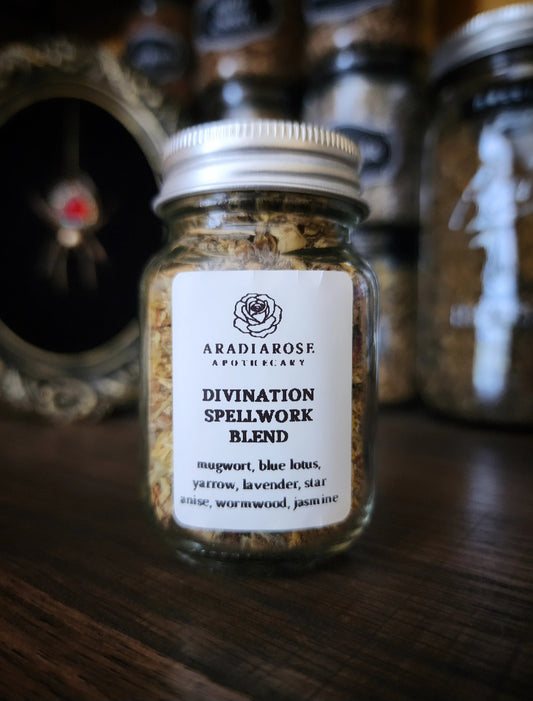 ARADIAROSE
APOTHECARY
DIVINATION
SPELLWORK
BLEND
mugwort, blue lotus,
yarrow, lavender, star
anise, wormwood, jasmine